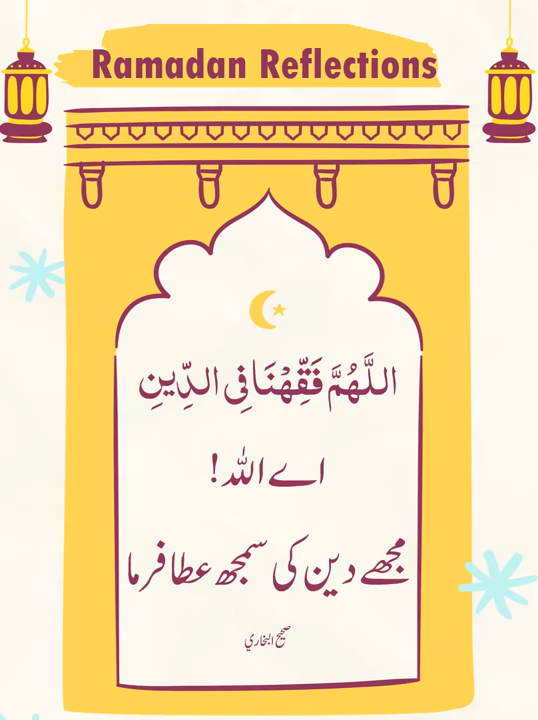 Ramadan Reflections
اللَّهُمَّ فَقِّهْنَا فِی الدِّينِ
اے اللہ!
مجھے دین کی سمجھ عطا فرما
صحيح البخاري